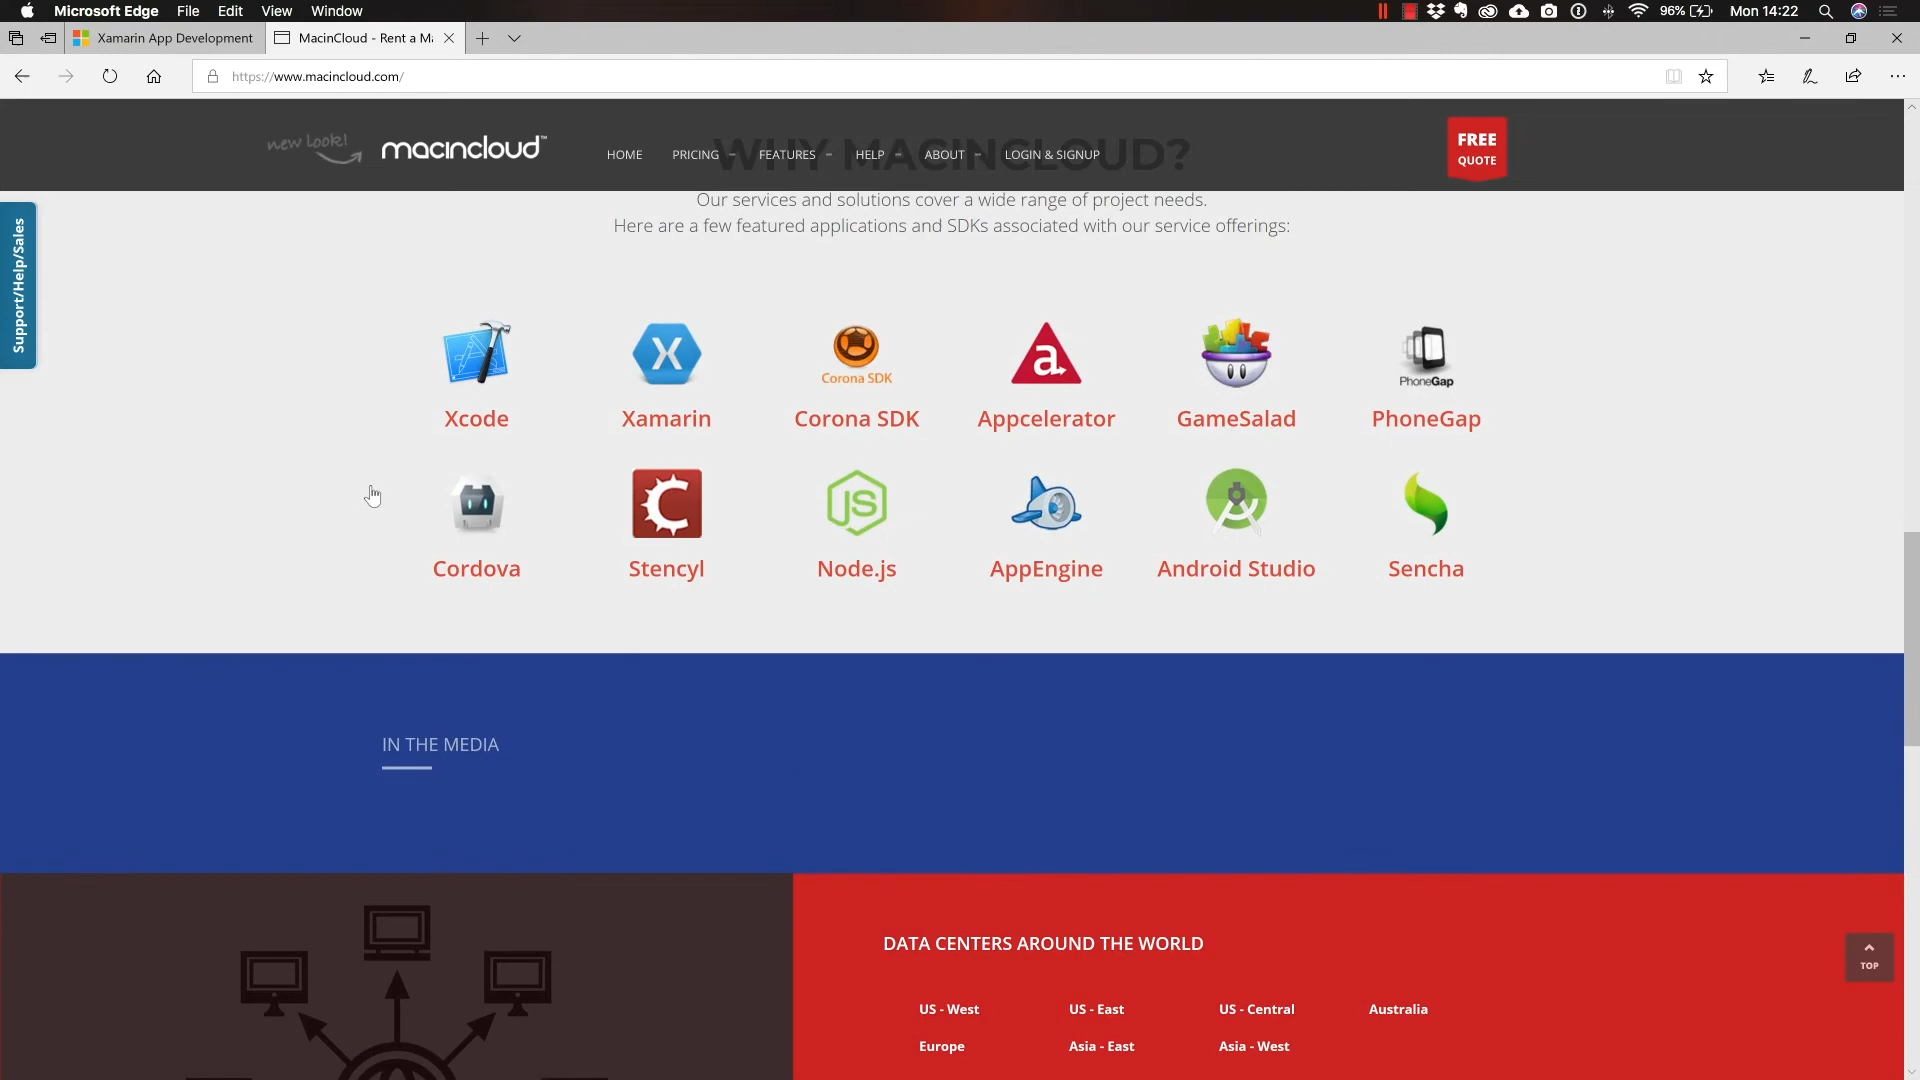 Microsoft Edge File Edit View Window
96% Mon 14:22
Xamarin App Development
MacinCloud - Rent a Ma
https://www.macincloud.com/
WHY MACINCLOUD?
new look!
macincloud™
HOME PRICING FEATURES HELP ABOUT LOGIN & SIGNUP
FREE
QUOTE
Support/Help/Sales
Our services and solutions cover a wide range of project needs.
Here are a few featured applications and SDKs associated with our service offerings:
X
Corona SDK
a
PhoneGap
Xcode Xamarin Corona SDK Appcelerator GameSalad PhoneGap
C
JS
Cordova Stencyl Node.js AppEngine Android Studio Sencha
IN THE MEDIA
DATA CENTERS AROUND THE WORLD
US - West US - East US - Central Australia
Europe Asia - East Asia - West
TOP